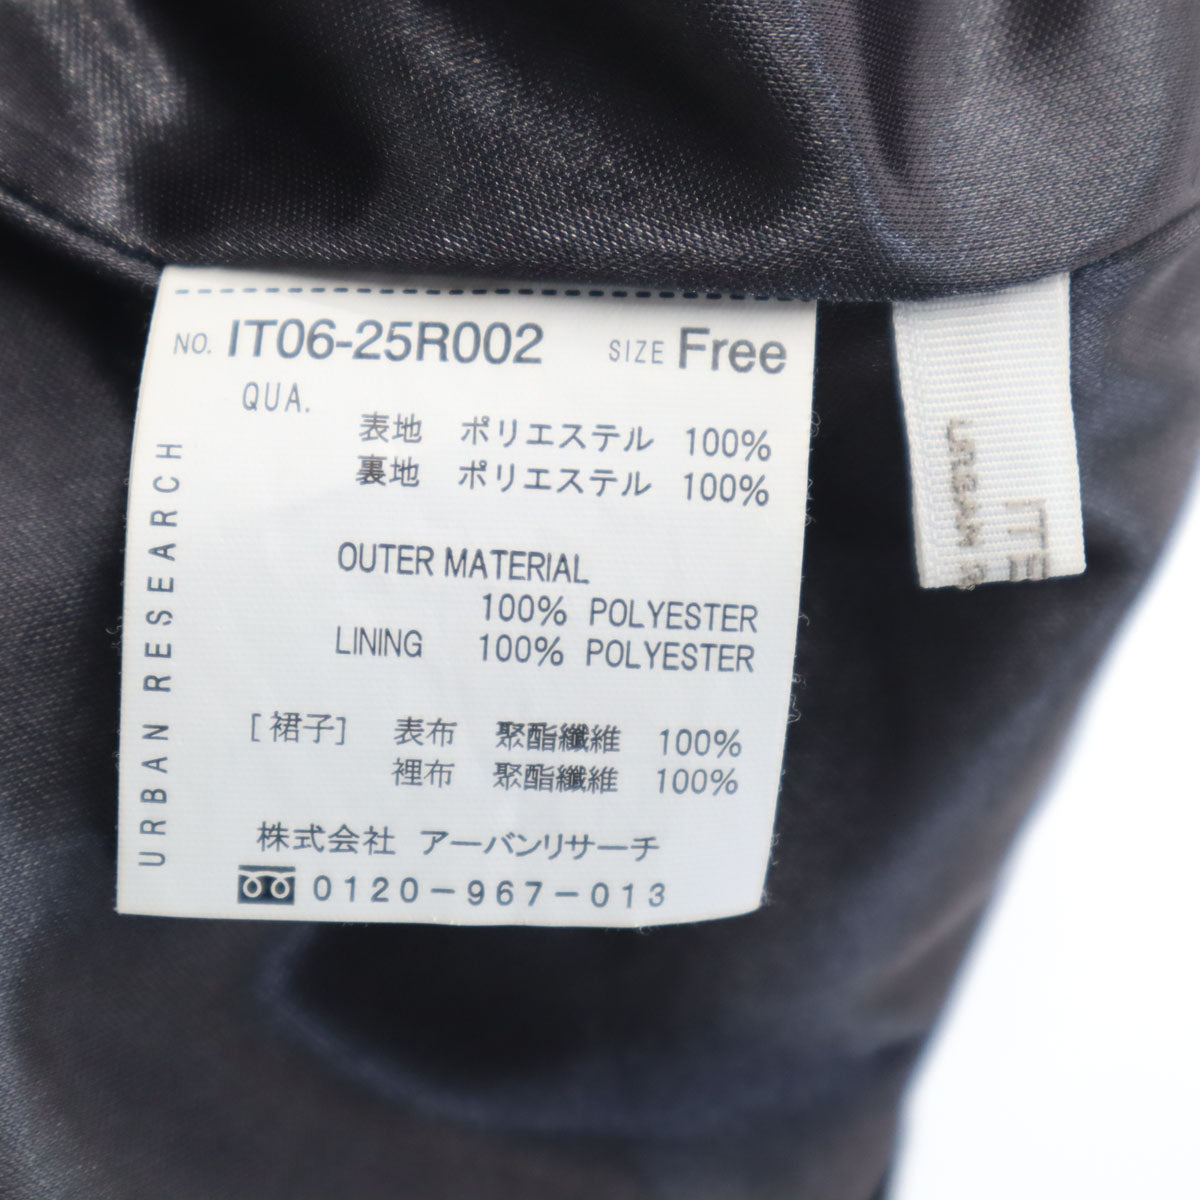 NO. IT06-25R002 SIZE Free
QUA.
表地 ポリエステル 100%
裏地 ポリエステル 100%
OUTER MATERIAL
100% POLYESTER
LINING 100% POLYESTER
[裙子] 表布 聚酯纖維 100%
裡布 聚酯纖維 100%
株式会社 アーバンリサーチ
0120-967-013
URBAN RESEARCH
URBAN